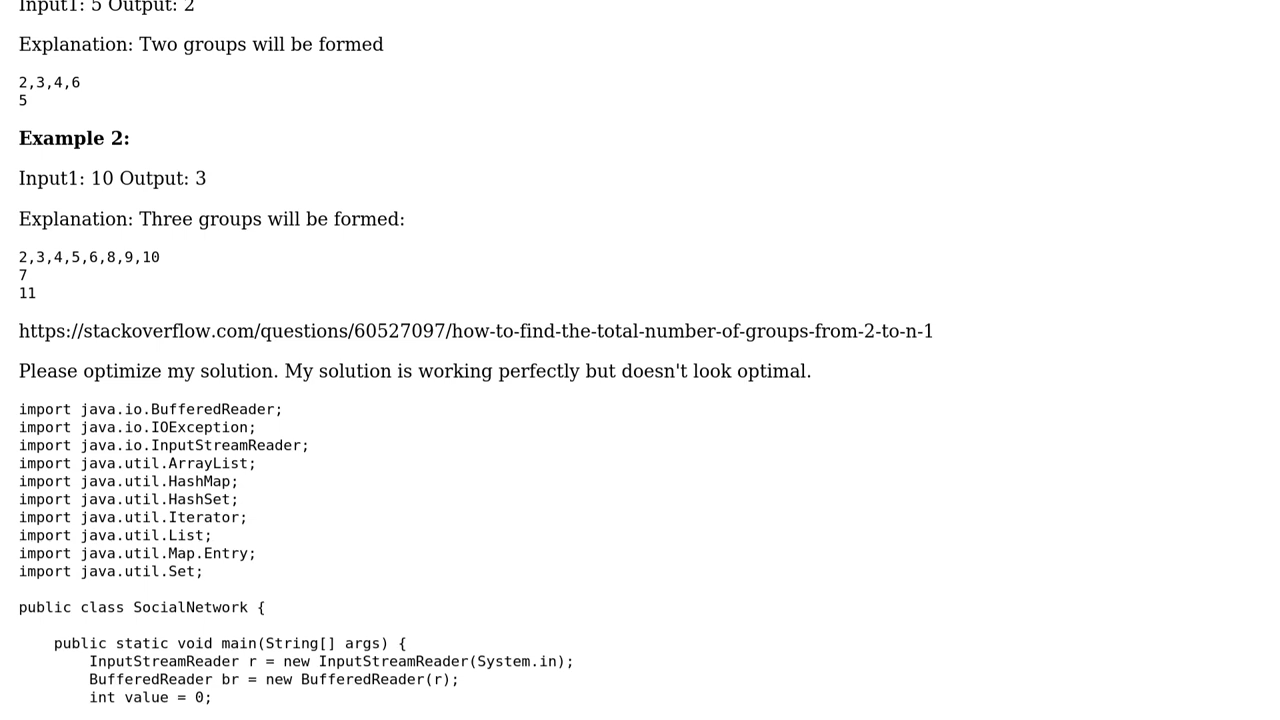 Input1: 5 Output: 2
Explanation: Two groups will be formed
2,3,4,6
5
Example 2:
Input1: 10 Output: 3
Explanation: Three groups will be formed:
2,3,4,5,6,8,9,10
7
11
https://stackoverflow.com/questions/60527097/how-to-find-the-total-number-of-groups-from-2-to-n-1
Please optimize my solution. My solution is working perfectly but doesn't look optimal.
import java.io.BufferedReader;
import java.io.IOException;
import java.io.InputStreamReader;
import java.util.ArrayList;
import java.util.HashMap;
import java.util.HashSet;
import java.util.Iterator;
import java.util.List;
import java.util.Map.Entry;
import java.util.Set;
public class SocialNetwork {
    public static void main(String[] args) {
        InputStreamReader r = new InputStreamReader(System.in);
        BufferedReader br = new BufferedReader(r);
        int value = 0;